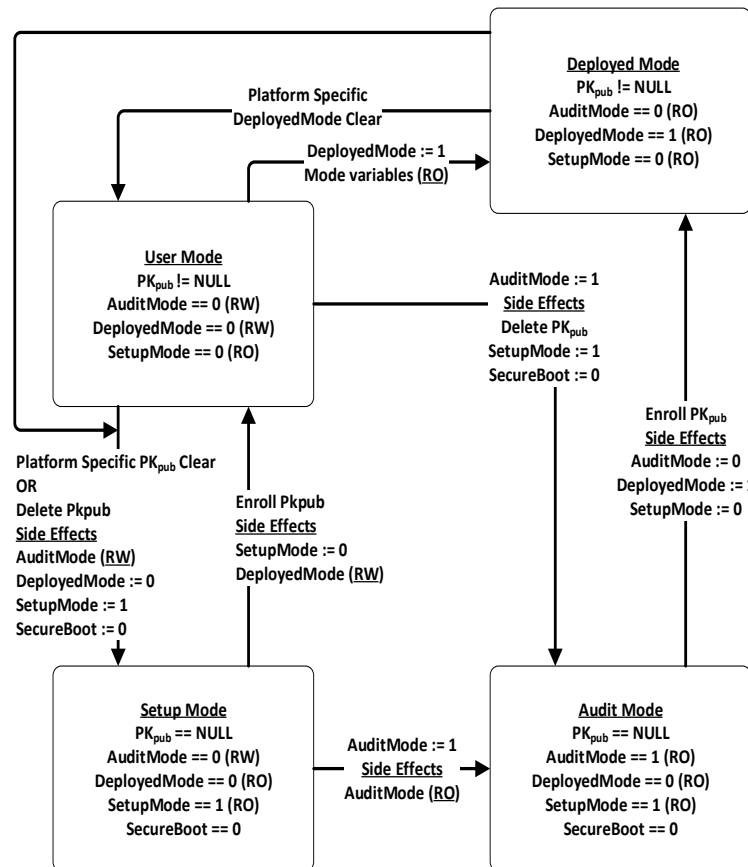 Deployed Mode
PKpub != NULL
AuditMode == 0 (RO)
DeployedMode == 1 (RO)
SetupMode == 0 (RO)
Platform Specific
DeployedMode Clear
DeployedMode := 1
Mode variables (RO)
User Mode
PKpub != NULL
AuditMode == 0 (RW)
DeployedMode == 0 (RW)
SetupMode == 0 (RO)
AuditMode := 1
Side Effects
Delete PKpub
SetupMode := 1
SecureBoot := 0
Enroll PKpub
Side Effects
AuditMode := 0
DeployedMode := 1
SetupMode := 0
Platform Specific PKpub Clear
OR
Delete Pkpub
Side Effects
AuditMode (RW)
DeployedMode := 0
SetupMode := 1
SecureBoot := 0
Enroll Pkpub
Side Effects
SetupMode := 0
DeployedMode (RW)
Setup Mode
PKpub == NULL
AuditMode == 0 (RW)
DeployedMode == 0 (RO)
SetupMode == 1 (RO)
SecureBoot == 0
AuditMode := 1
Side Effects
AuditMode (RO)
Audit Mode
PKpub == NULL
AuditMode == 1 (RO)
DeployedMode == 0 (RO)
SetupMode == 1 (RO)
SecureBoot == 0